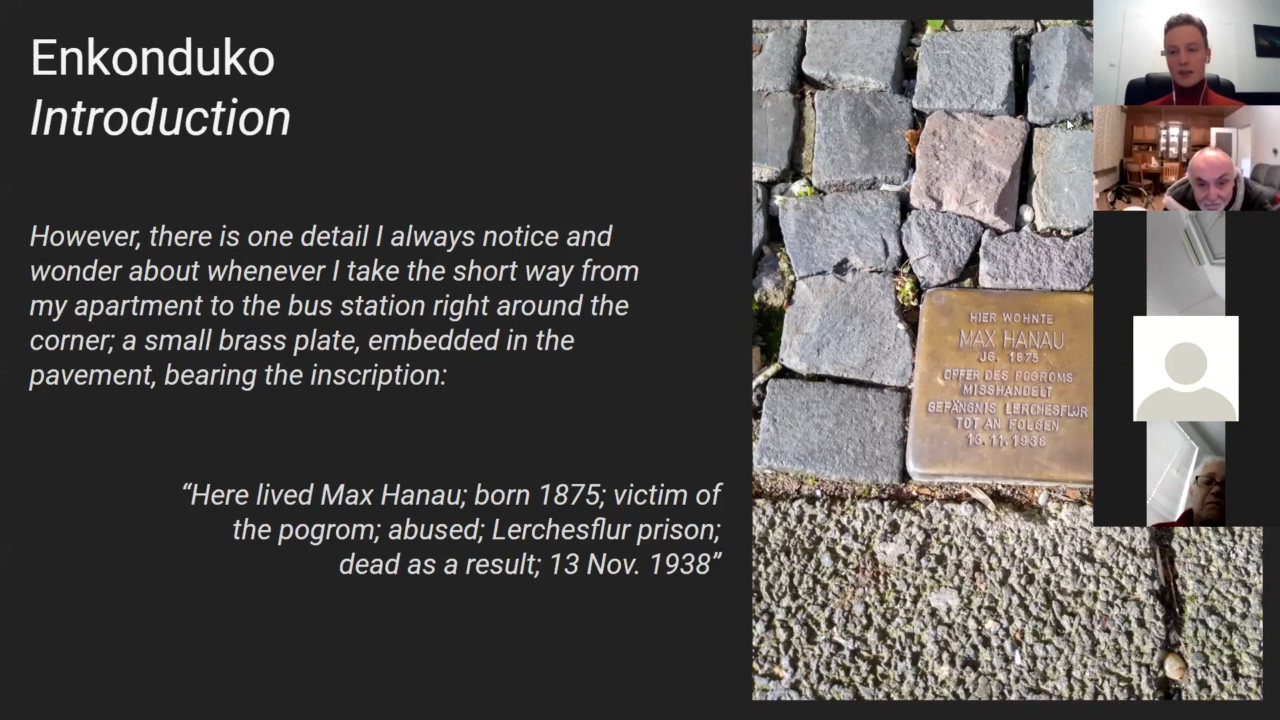 Enkonduko
Introduction
However, there is one detail I always notice and
wonder about whenever I take the short way from
my apartment to the bus station right around the
corner; a small brass plate, embedded in the
pavement, bearing the inscription:
“Here lived Max Hanau; born 1875; victim of
the pogrom; abused; Lerchesflur prison;
dead as a result; 13 Nov. 1938”
HIER WOHNTE
MAX HANAU
JG. 1875
OPFER DES POGROMS
MISSHANDELT
GEFÄNGNIS LERCHESFLUR
TOT AN FOLGEN
13.11.1938